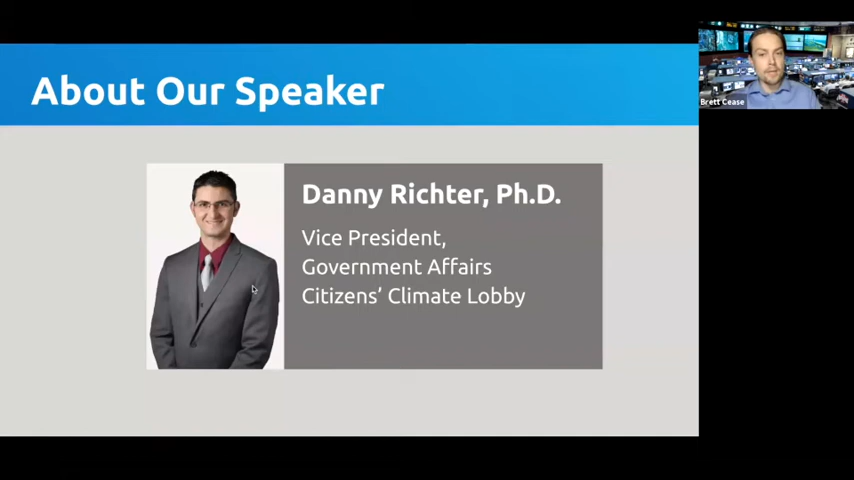 About Our Speaker
Brett Cease
Danny Richter, Ph.D.
Vice President,
Government Affairs
Citizens’ Climate Lobby